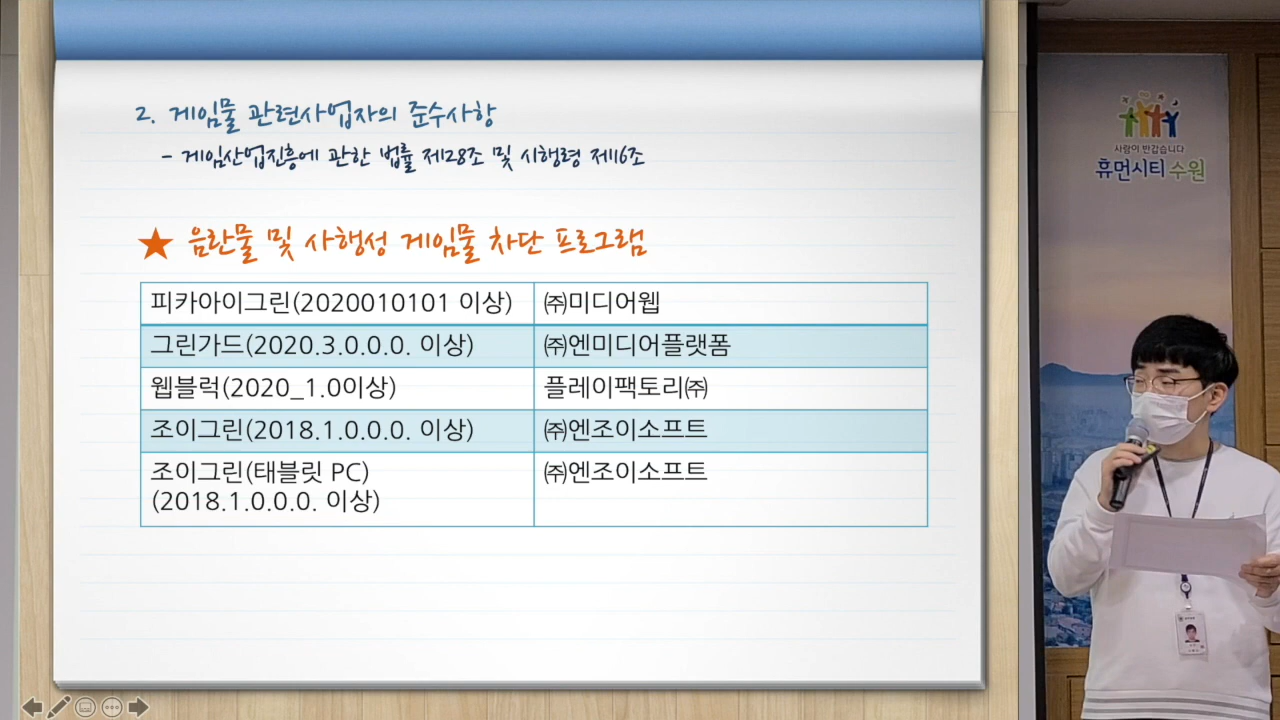 2. 게임물 관련사업자의 준수사항
- 게임산업진흥에 관한 법률 제28조 및 시행령 제16조
★ 음란물 및 사행성 게임물 차단 프로그램
피카아이그린(2020010101 이상) ㈜미디어웹
그린가드(2020.3.0.0.0. 이상) ㈜엔미디어플랫폼
웹블럭(2020_1.0이상) 플레이팩토리㈜
조이그린(2018.1.0.0.0. 이상) ㈜엔조이소프트
조이그린(태블릿 PC) ㈜엔조이소프트
(2018.1.0.0.0. 이상)
사람이 반갑습니다
휴먼시티 수원